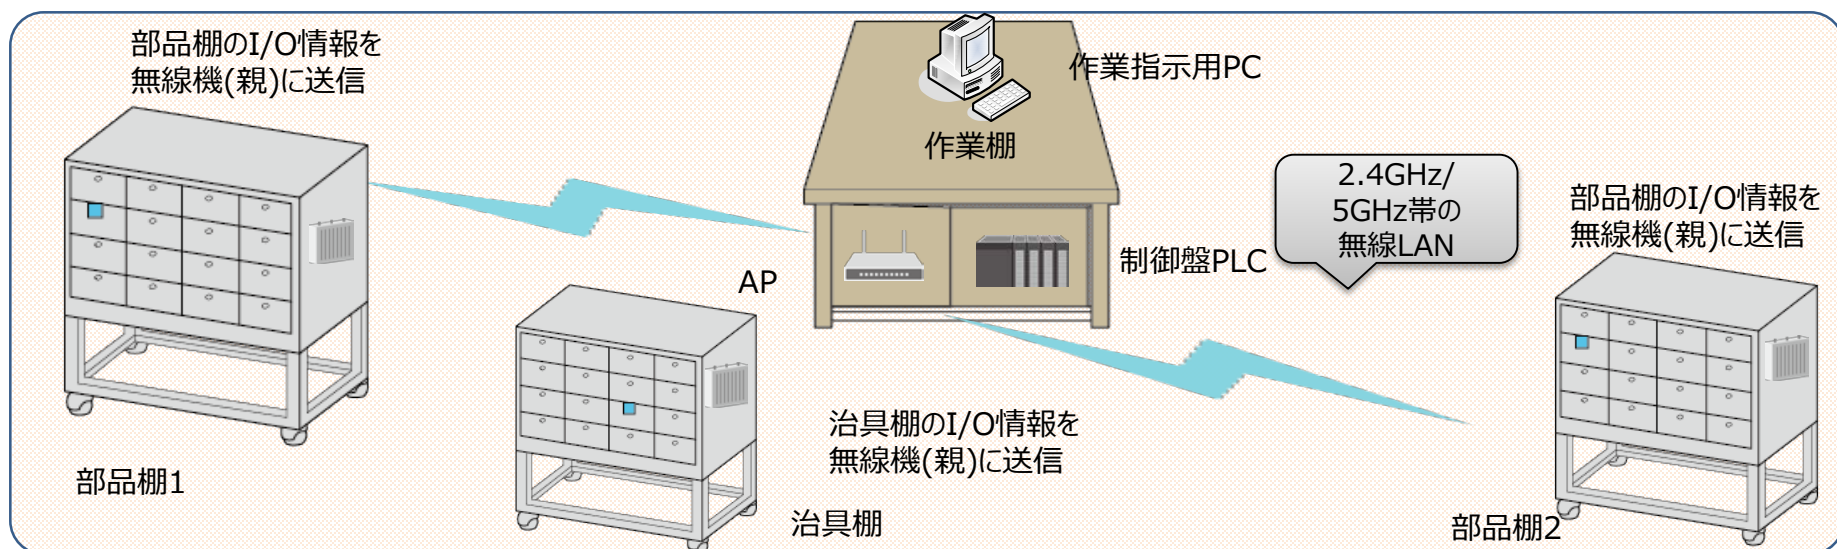 部品棚のI/O情報を
無線機(親)に送信
作業指示用PC
作業棚
2.4GHz/
5GHz帯の
無線LAN
部品棚のI/O情報を
無線機(親)に送信
制御盤PLC
AP
治具棚のI/O情報を
無線機(親)に送信
部品棚1
治具棚
部品棚2